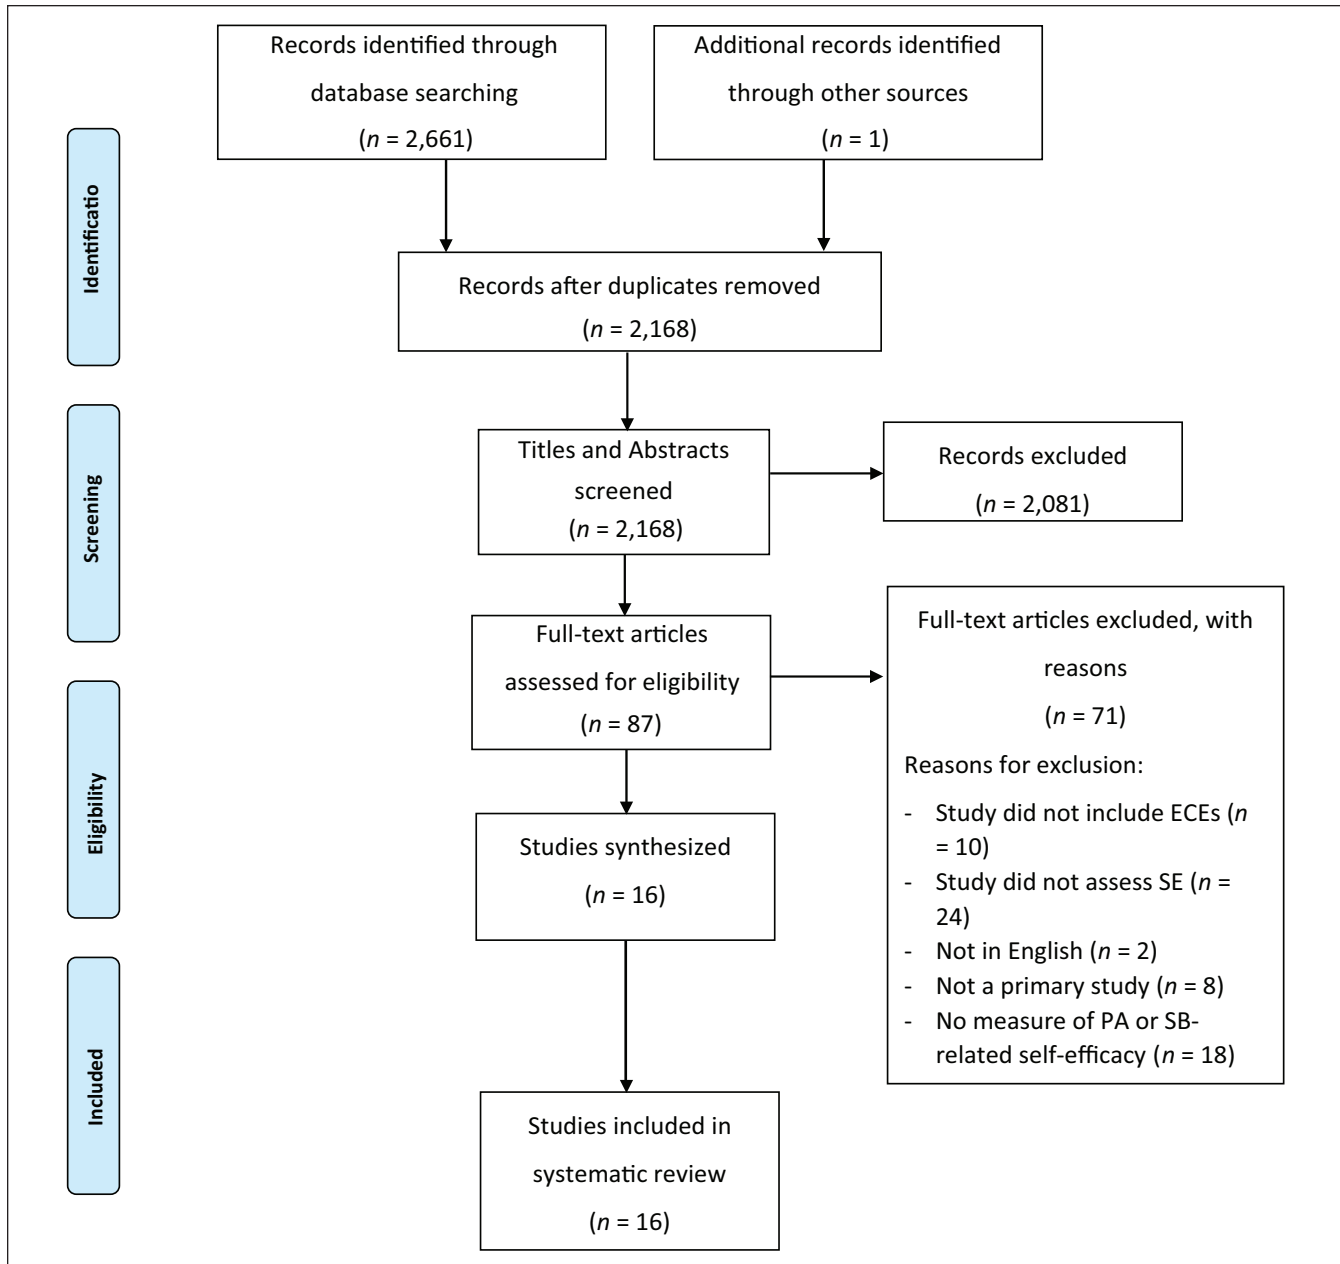 Records identified through
database searching
(n = 2,661)
Additional records identified
through other sources
(n = 1)
Identificatio
Records after duplicates removed
(n = 2,168)
Screening
Titles and Abstracts
screened
(n = 2,168)
Records excluded
(n = 2,081)
Full-text articles
assessed for eligibility
(n = 87)
Full-text articles excluded, with
reasons
(n = 71)
Reasons for exclusion:
- Study did not include ECEs (n
= 10)
- Study did not assess SE (n =
24)
- Not in English (n = 2)
- Not a primary study (n = 8)
- No measure of PA or SB-
related self-efficacy (n = 18)
Eligibility
Studies synthesized
(n = 16)
Included
Studies included in
systematic review
(n = 16)